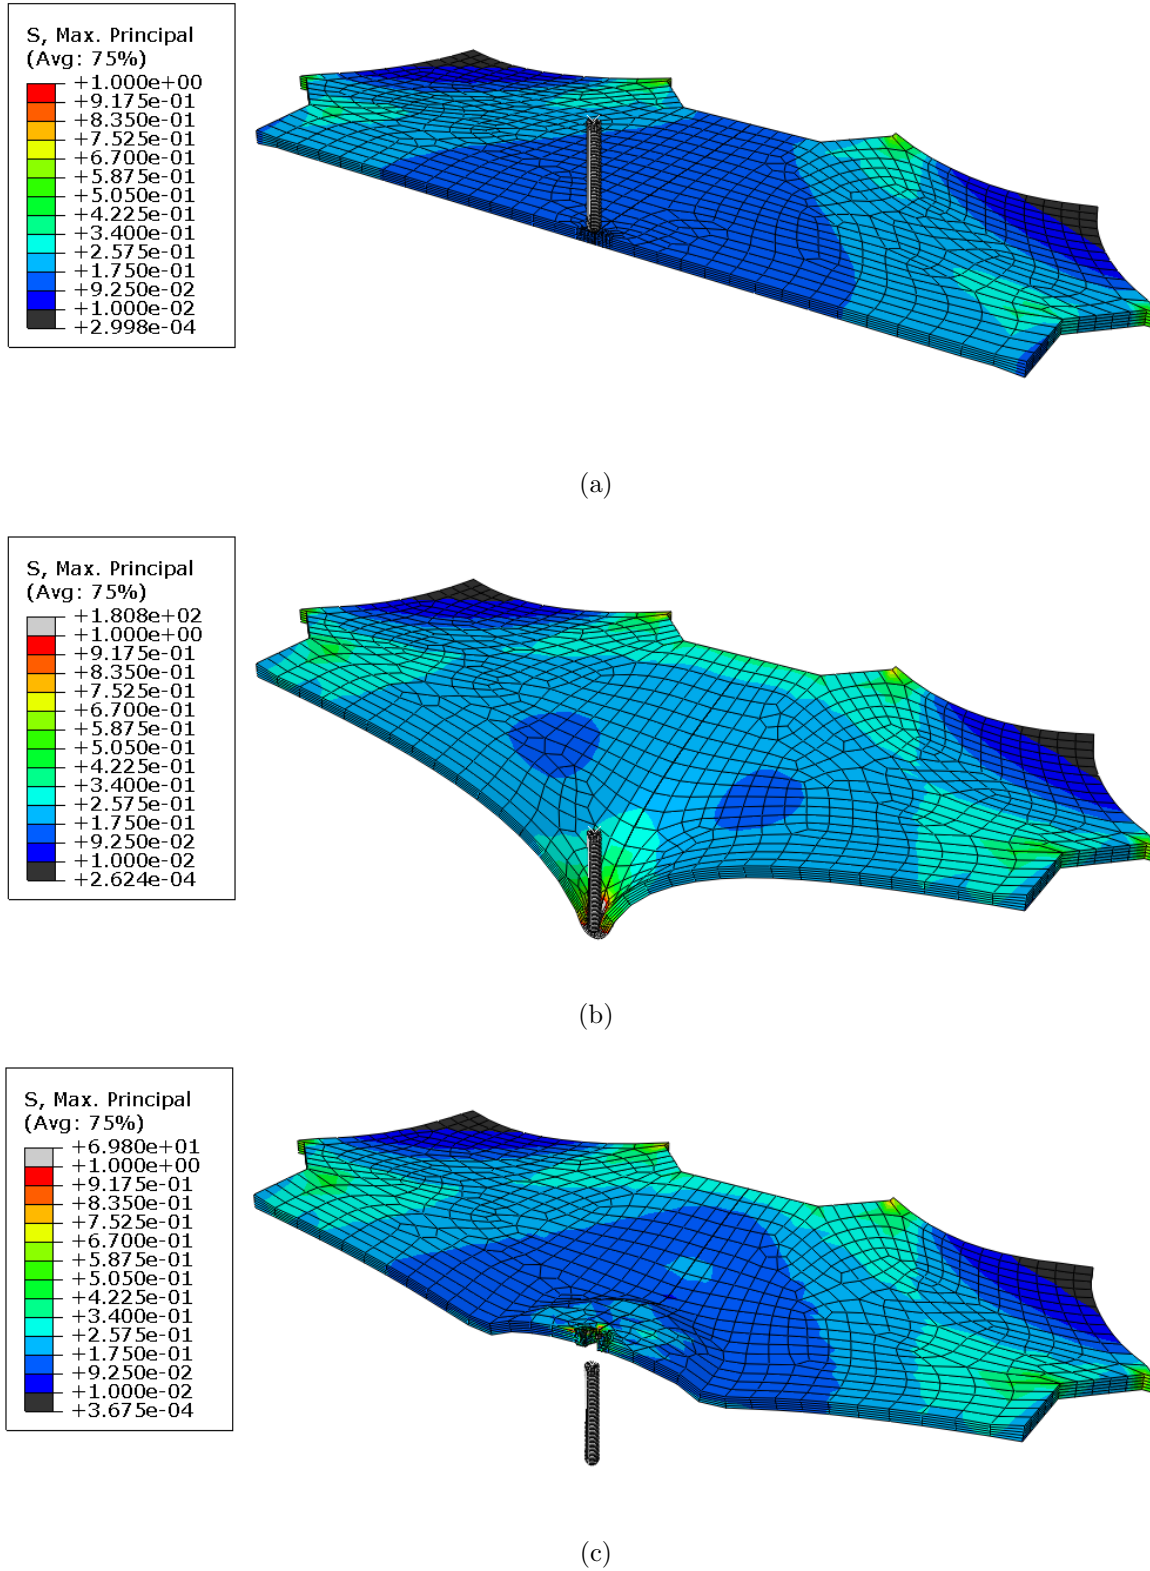 S, Max. Principal
(Avg: 75%)
+1.000e+00
+9.175e-01
+8.350e-01
+7.525e-01
+6.700e-01
+5.875e-01
+5.050e-01
+4.225e-01
+3.400e-01
+2.575e-01
+1.750e-01
+9.250e-02
+1.000e-02
+2.998e-04
(a)
S, Max. Principal
(Avg: 75%)
+1.808e+02
+1.000e+00
+9.175e-01
+8.350e-01
+7.525e-01
+6.700e-01
+5.875e-01
+5.050e-01
+4.225e-01
+3.400e-01
+2.575e-01
+1.750e-01
+9.250e-02
+1.000e-02
+2.624e-04
(b)
S, Max. Principal
(Avg: 75%)
+6.980e+01
+1.000e+00
+9.175e-01
+8.350e-01
+7.525e-01
+6.700e-01
+5.875e-01
+5.050e-01
+4.225e-01
+3.400e-01
+2.575e-01
+1.750e-01
+9.250e-02
+1.000e-02
+3.675e-04
(c)